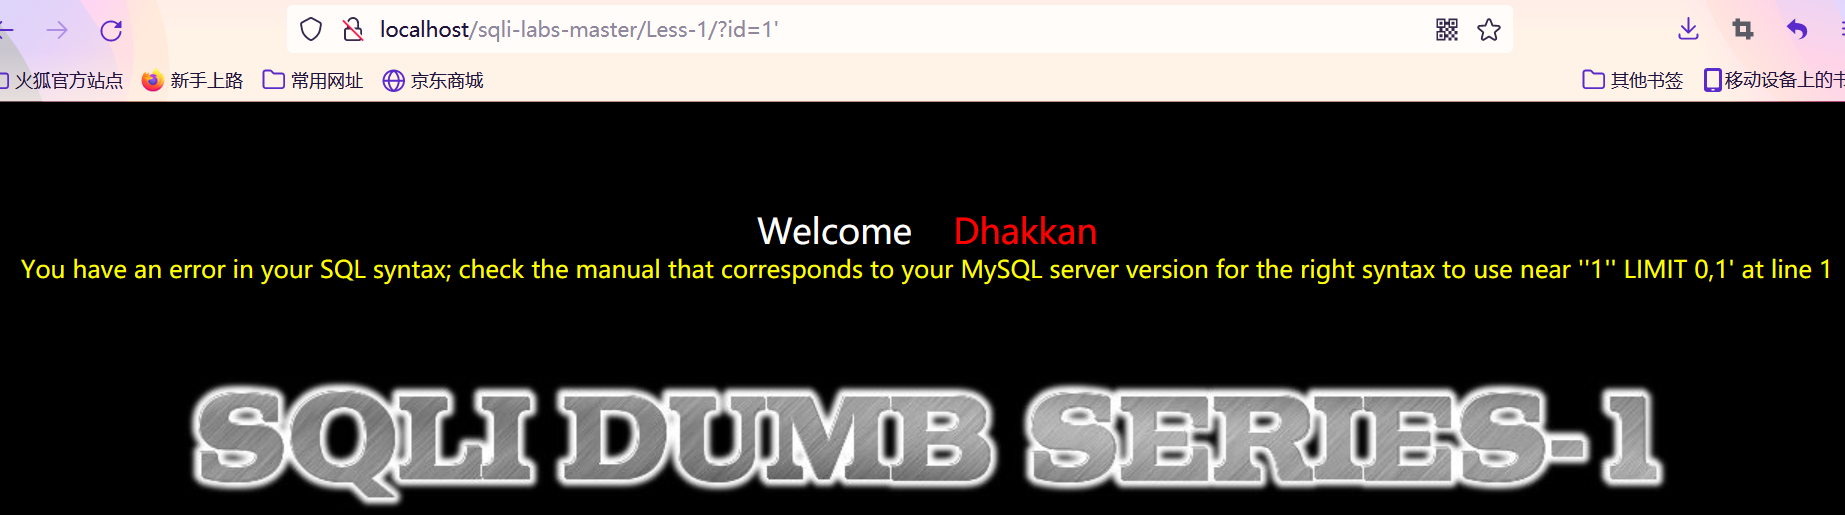 localhost/sqli-labs-master/Less-1/?id=1'
火狐官方站点 新手上路 常用网址 京东商城 其他书签 移动设备上的
Welcome Dhakkan
You have an error in your SQL syntax; check the manual that corresponds to your MySQL server version for the right syntax to use near ''1'' LIMIT 0,1' at line 1
SQLI DUMB SERIES-1